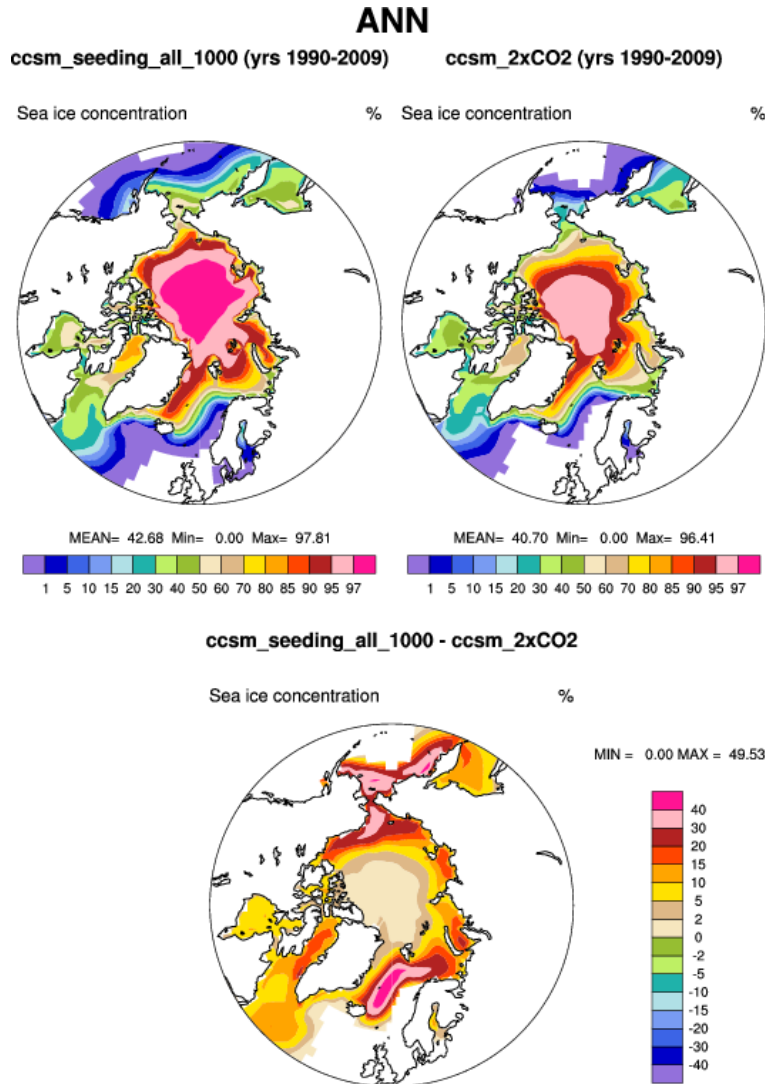 ANN
ccsm_seeding_all_1000 (yrs 1990-2009)
ccsm_2xCO2 (yrs 1990-2009)
Sea ice concentration %
Sea ice concentration %
MEAN= 42.68 Min= 0.00 Max= 97.81
MEAN= 40.70 Min= 0.00 Max= 96.41
1 5 10 15 20 30 40 50 60 70 80 85 90 95 97
1 5 10 15 20 30 40 50 60 70 80 85 90 95 97
ccsm_seeding_all_1000 - ccsm_2xCO2
Sea ice concentration %
MIN = 0.00 MAX = 49.53
40
30
20
15
10
5
2
0
-2
-5
-10
-15
-20
-30
-40